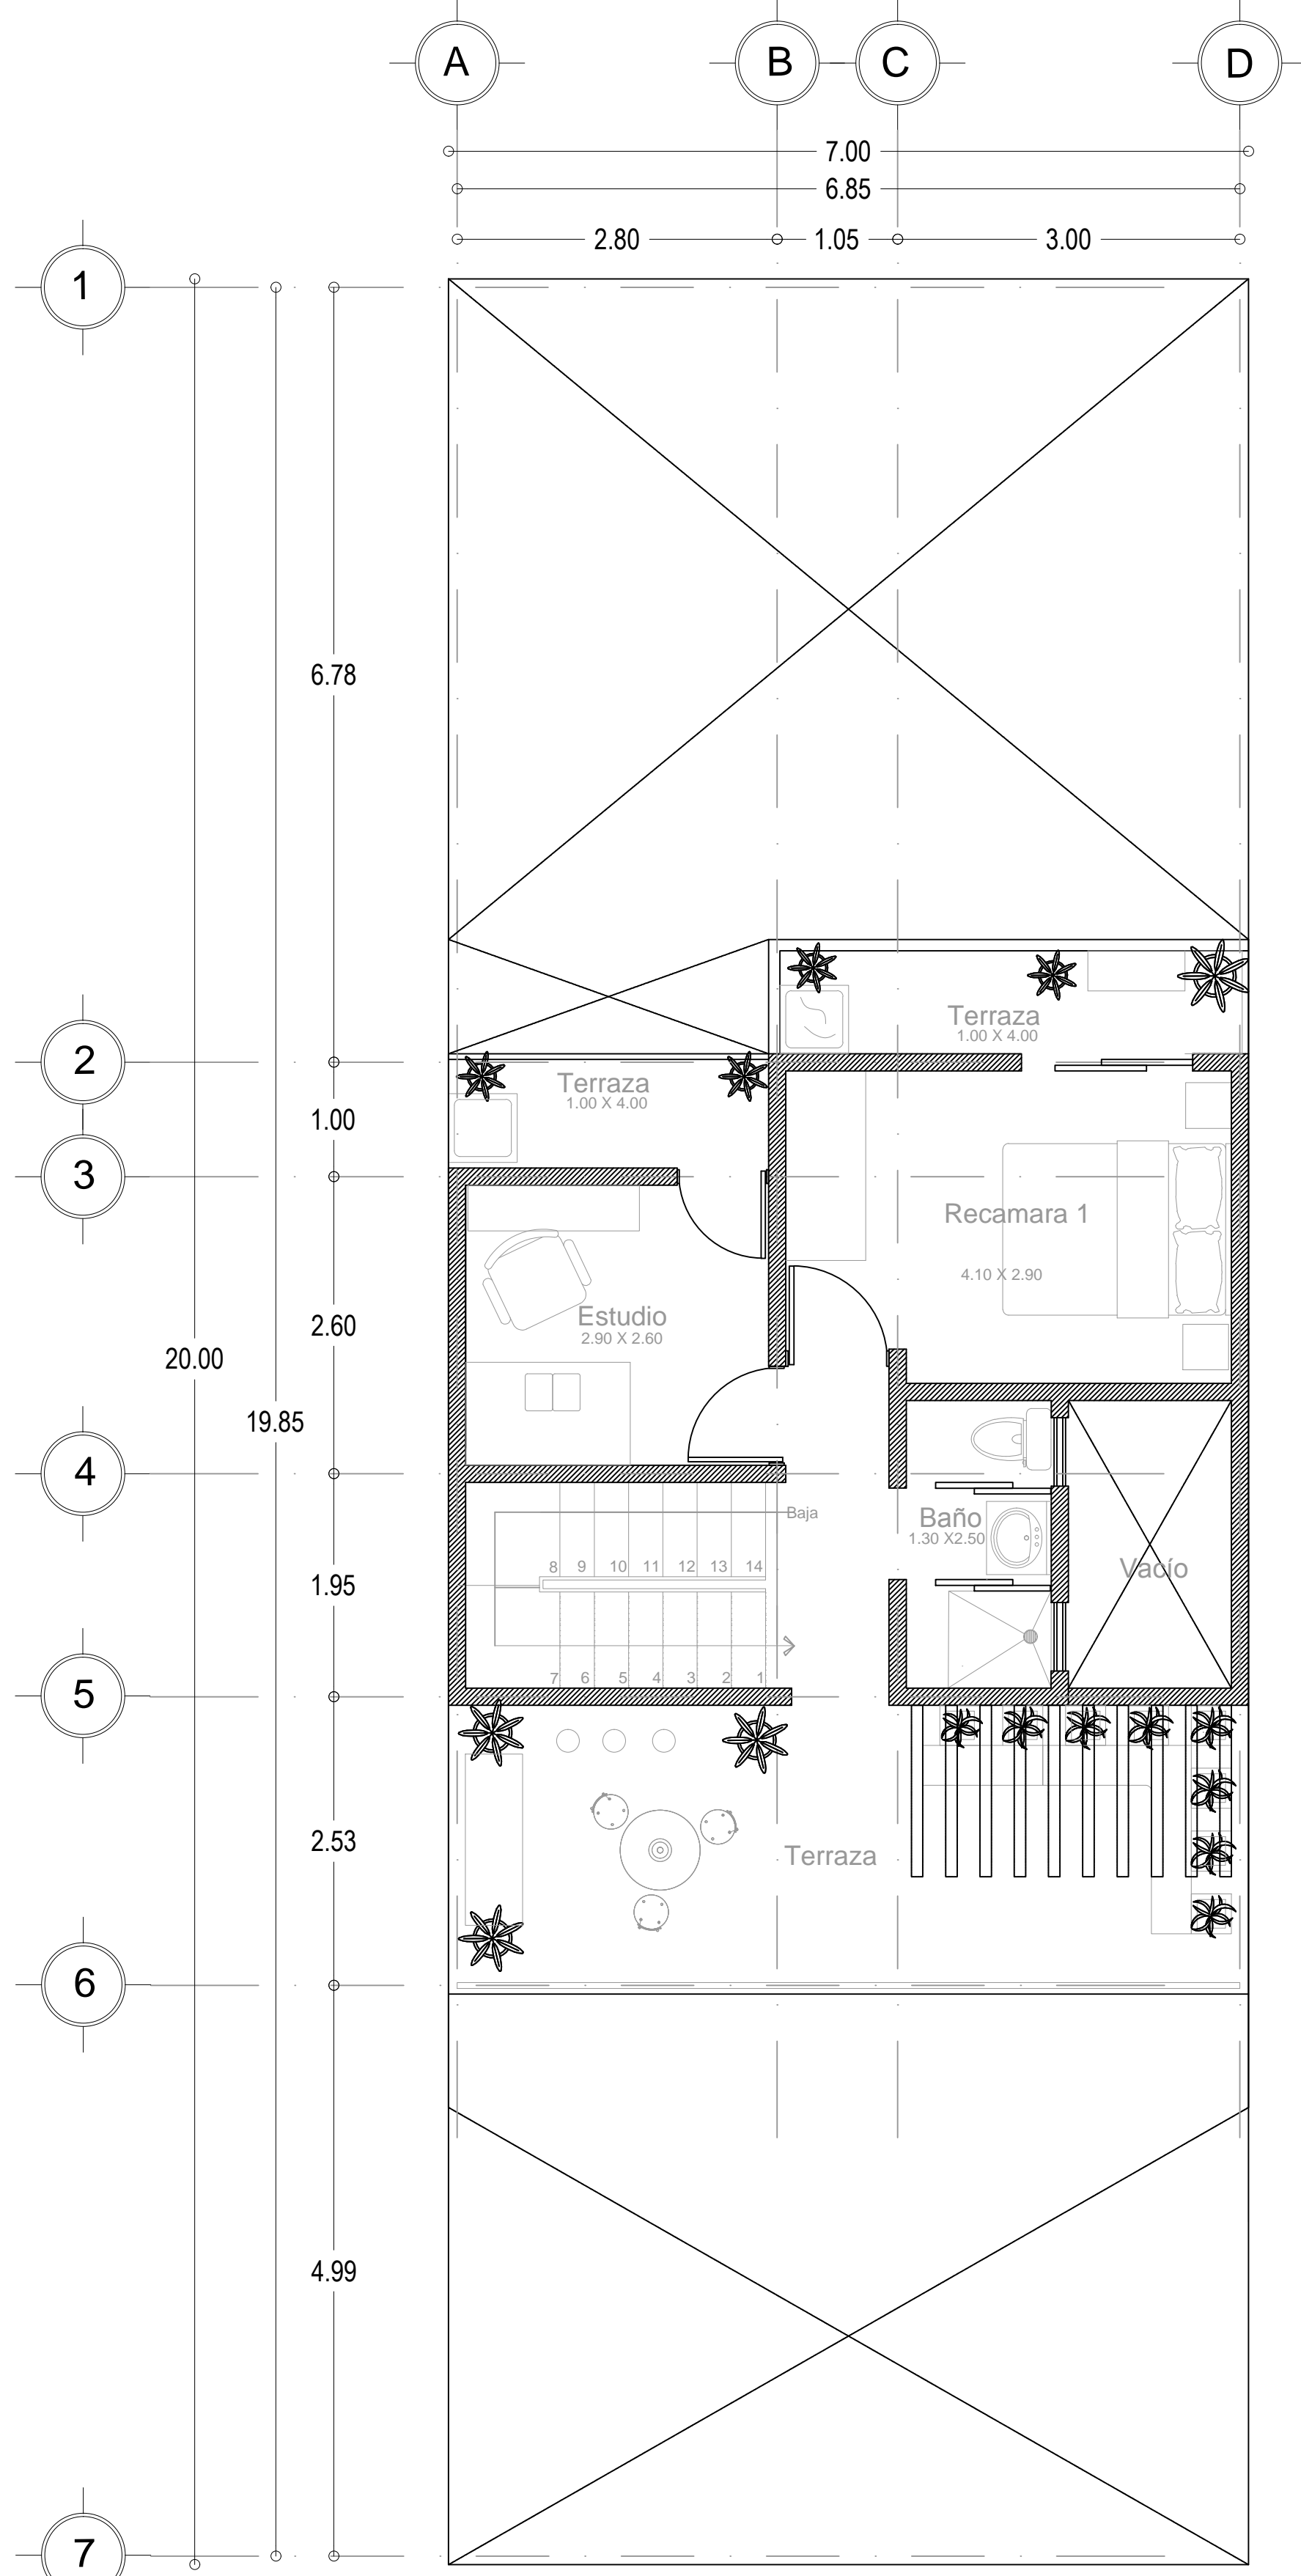 A B C D
7.00
6.85
2.80 1.05 3.00
1
6.78
Terraza
1.00 X 4.00
2
Terraza
1.00 X 4.00
1.00
3
Recamara 1
4.10 X 2.90
Estudio
2.90 X 2.60
2.60
20.00
19.85
4
Baja
Baño
1.30 X2.50
8 9 10 11 12 13 14
Vacío
1.95
7 6 5 4 3 2 1
5
2.53
Terraza
6
4.99
7